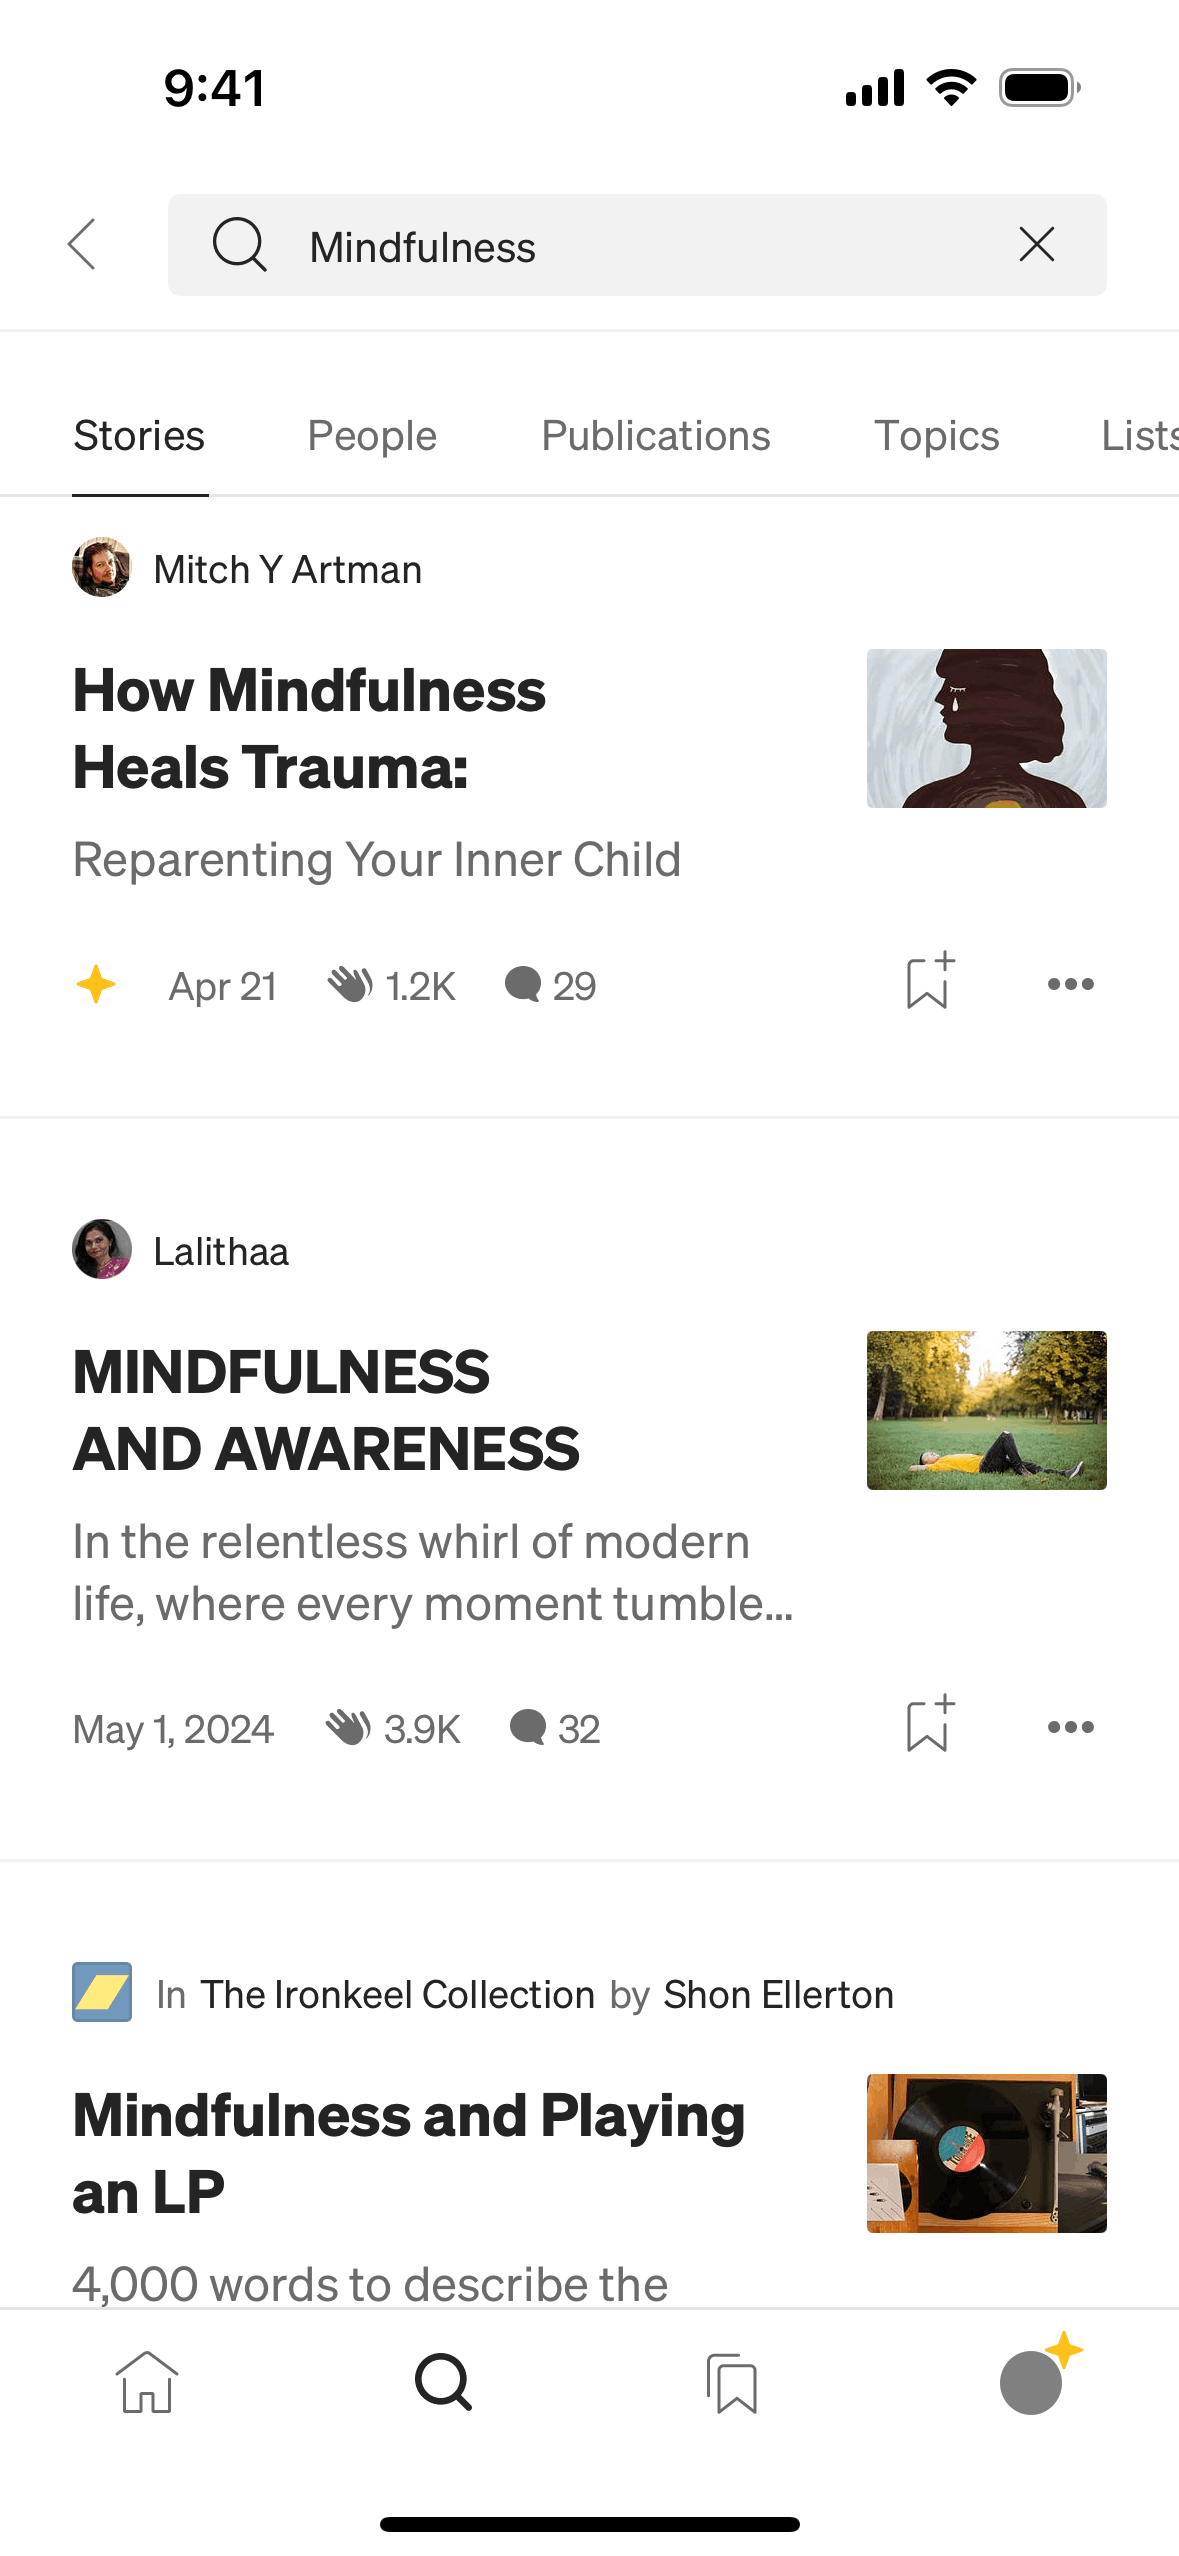 9:41
Mindfulness
Stories People Publications Topics Lists
Mitch Y Artman
How Mindfulness
Heals Trauma:
Reparenting Your Inner Child
Apr 21 1.2K 29
Lalithaa
MINDFULNESS
AND AWARENESS
In the relentless whirl of modern
life, where every moment tumble...
May 1, 2024 3.9K 32
In The Ironkeel Collection by Shon Ellerton
Mindfulness and Playing
an LP
4,000 words to describe the